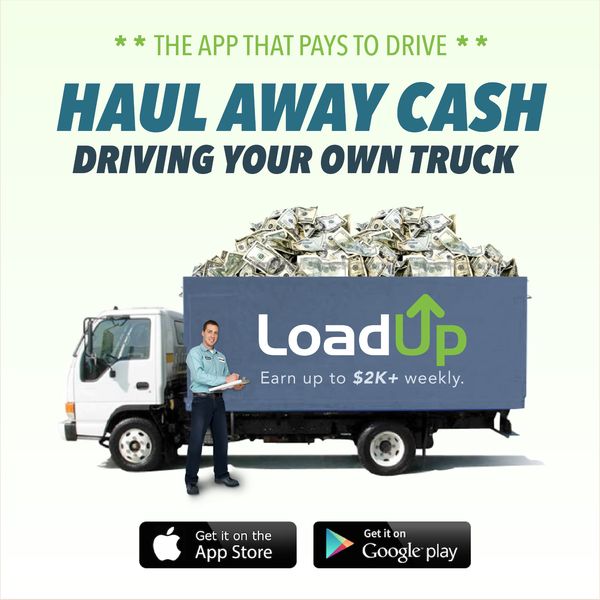 ** THE APP THAT PAYS TO DRIVE **
HAUL AWAY CASH
DRIVING YOUR OWN TRUCK
LoadUp
Earn up to $2K+ weekly.
Get it on the
App Store
Get it on
Google play